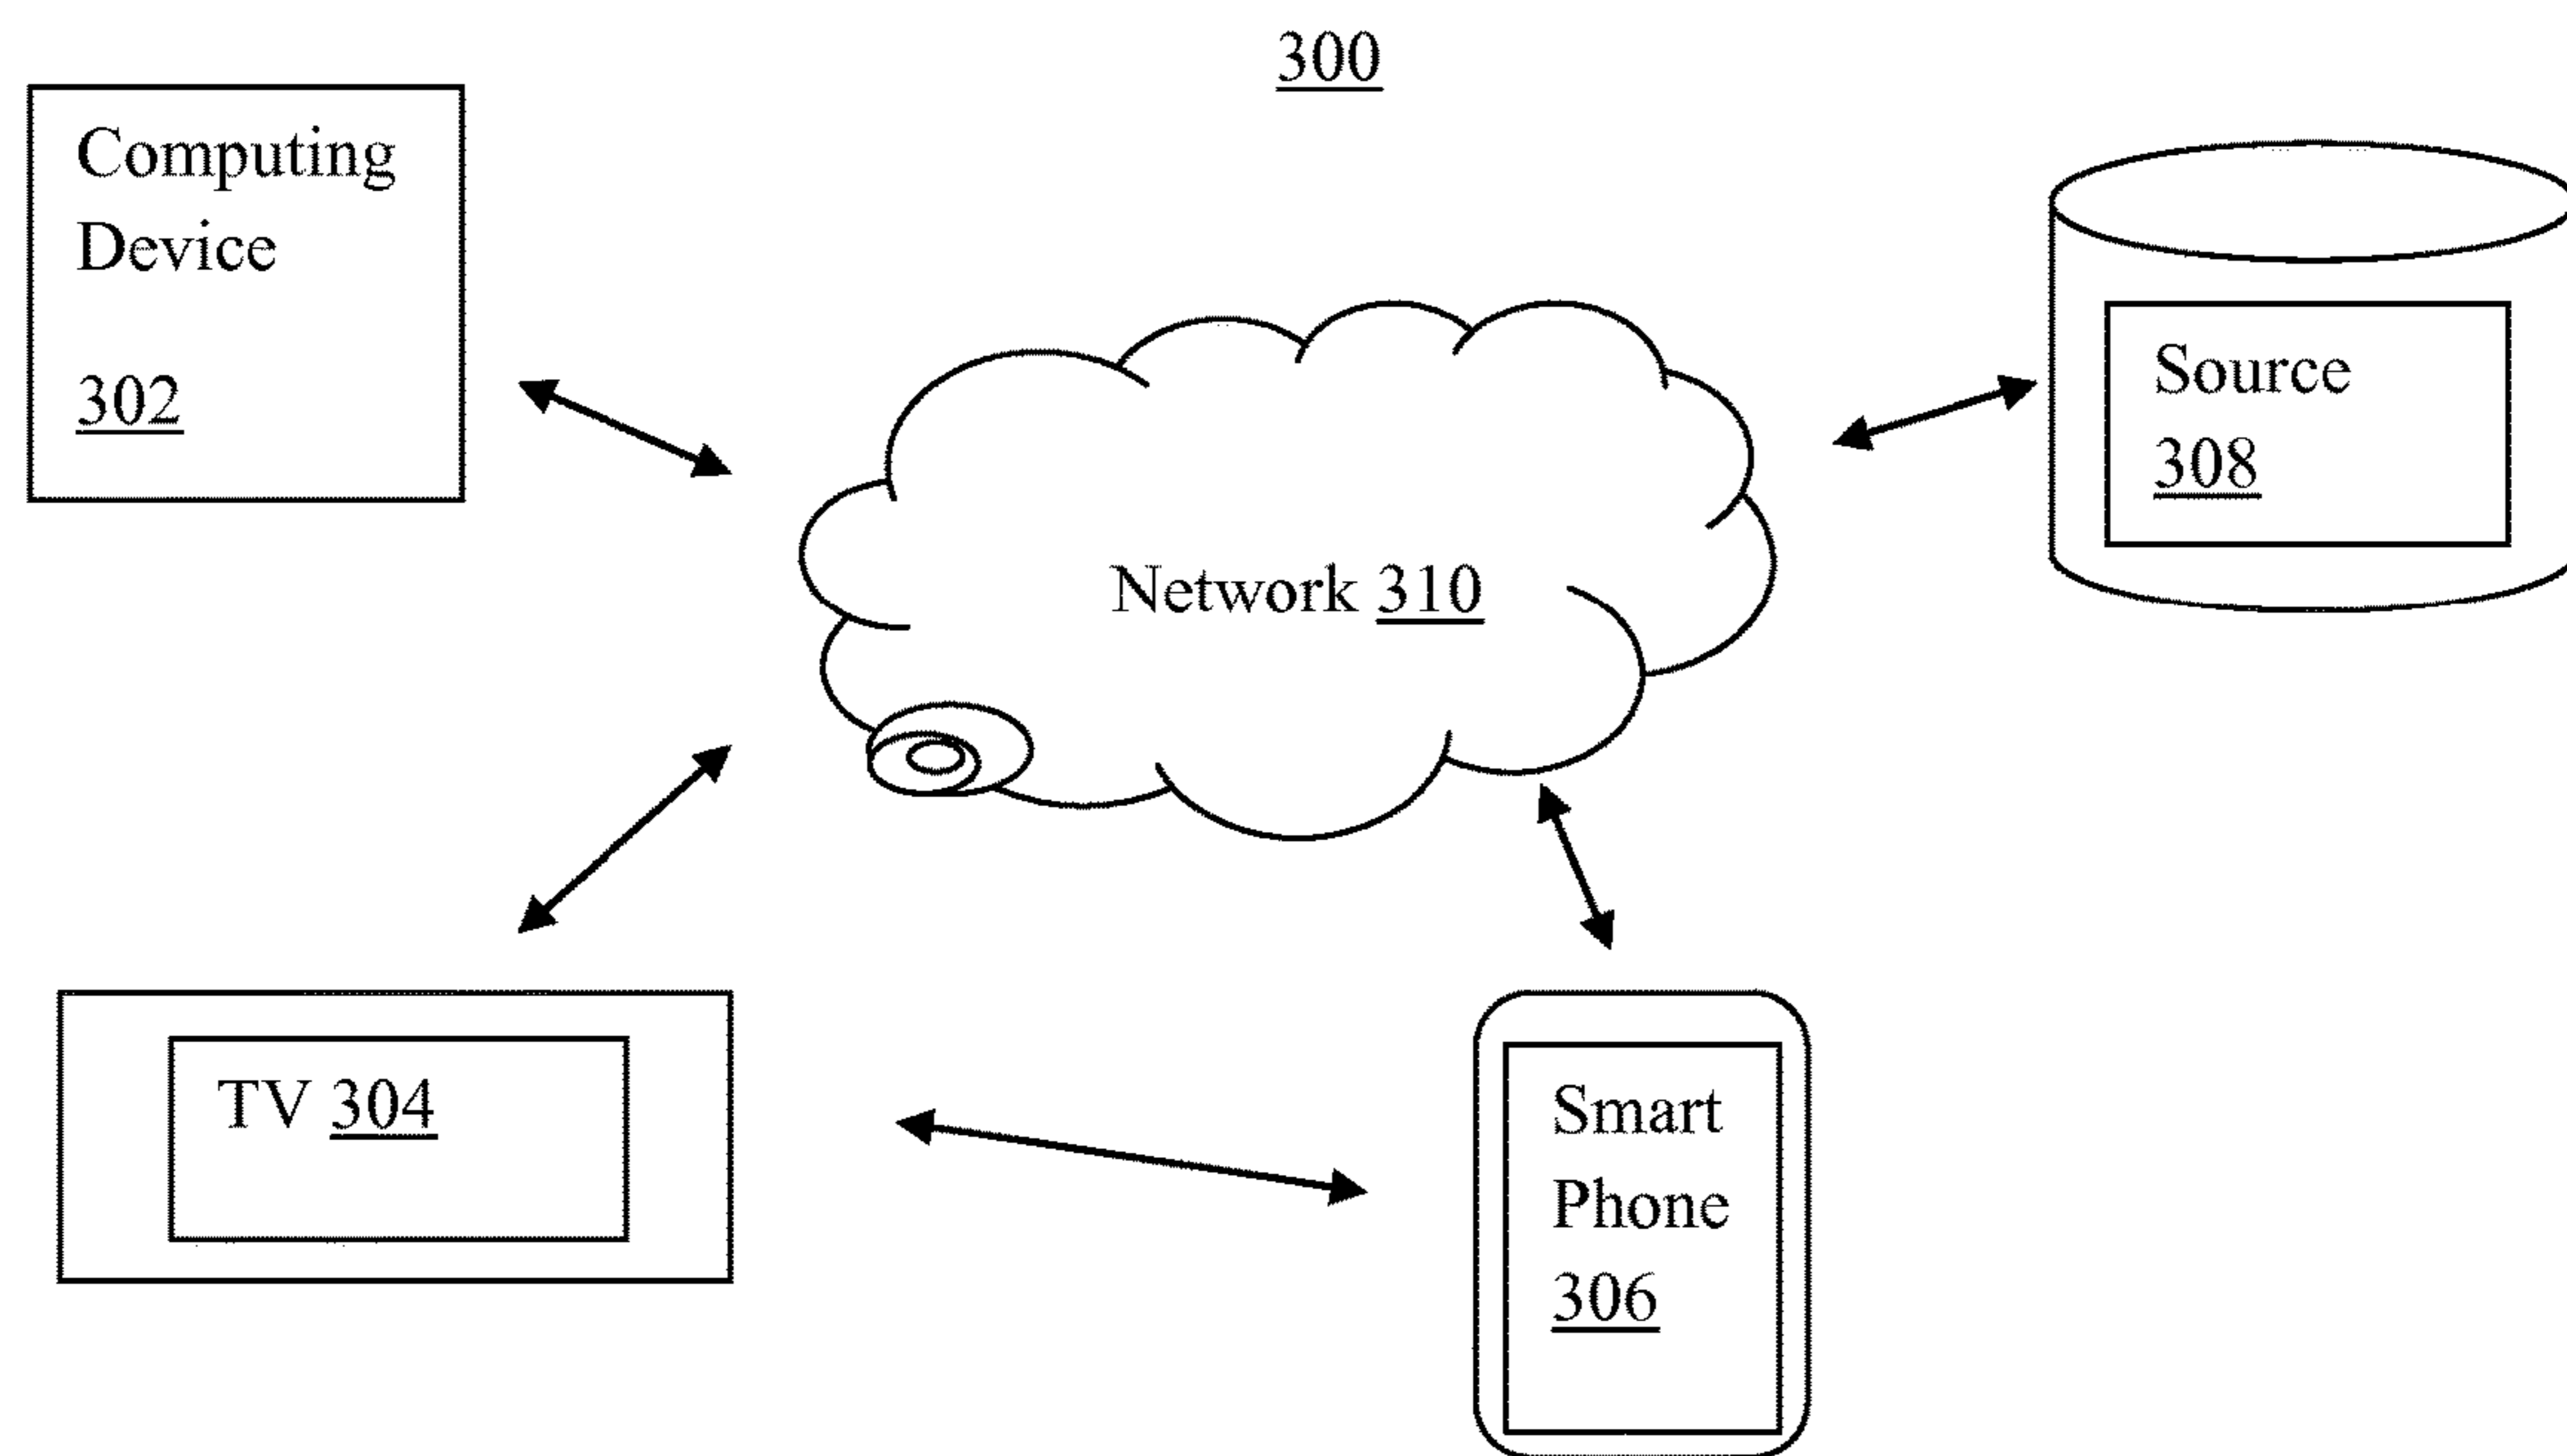 300
Computing
Device
302
Source
308
Network 310
TV 304
Smart
Phone
306